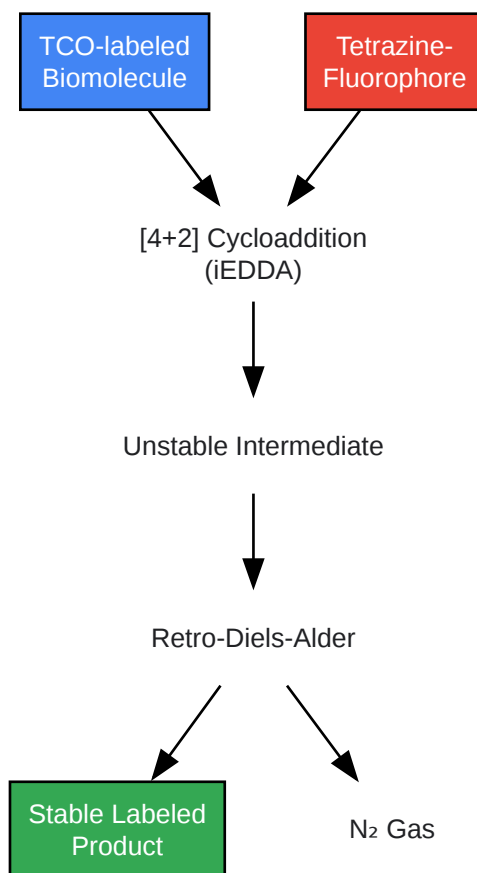 TCO-labeled
Biomolecule
Tetrazine-
Fluorophore
[4+2] Cycloaddition
(iEDDA)
Unstable Intermediate
Retro-Diels-Alder
Stable Labeled
Product
N₂ Gas